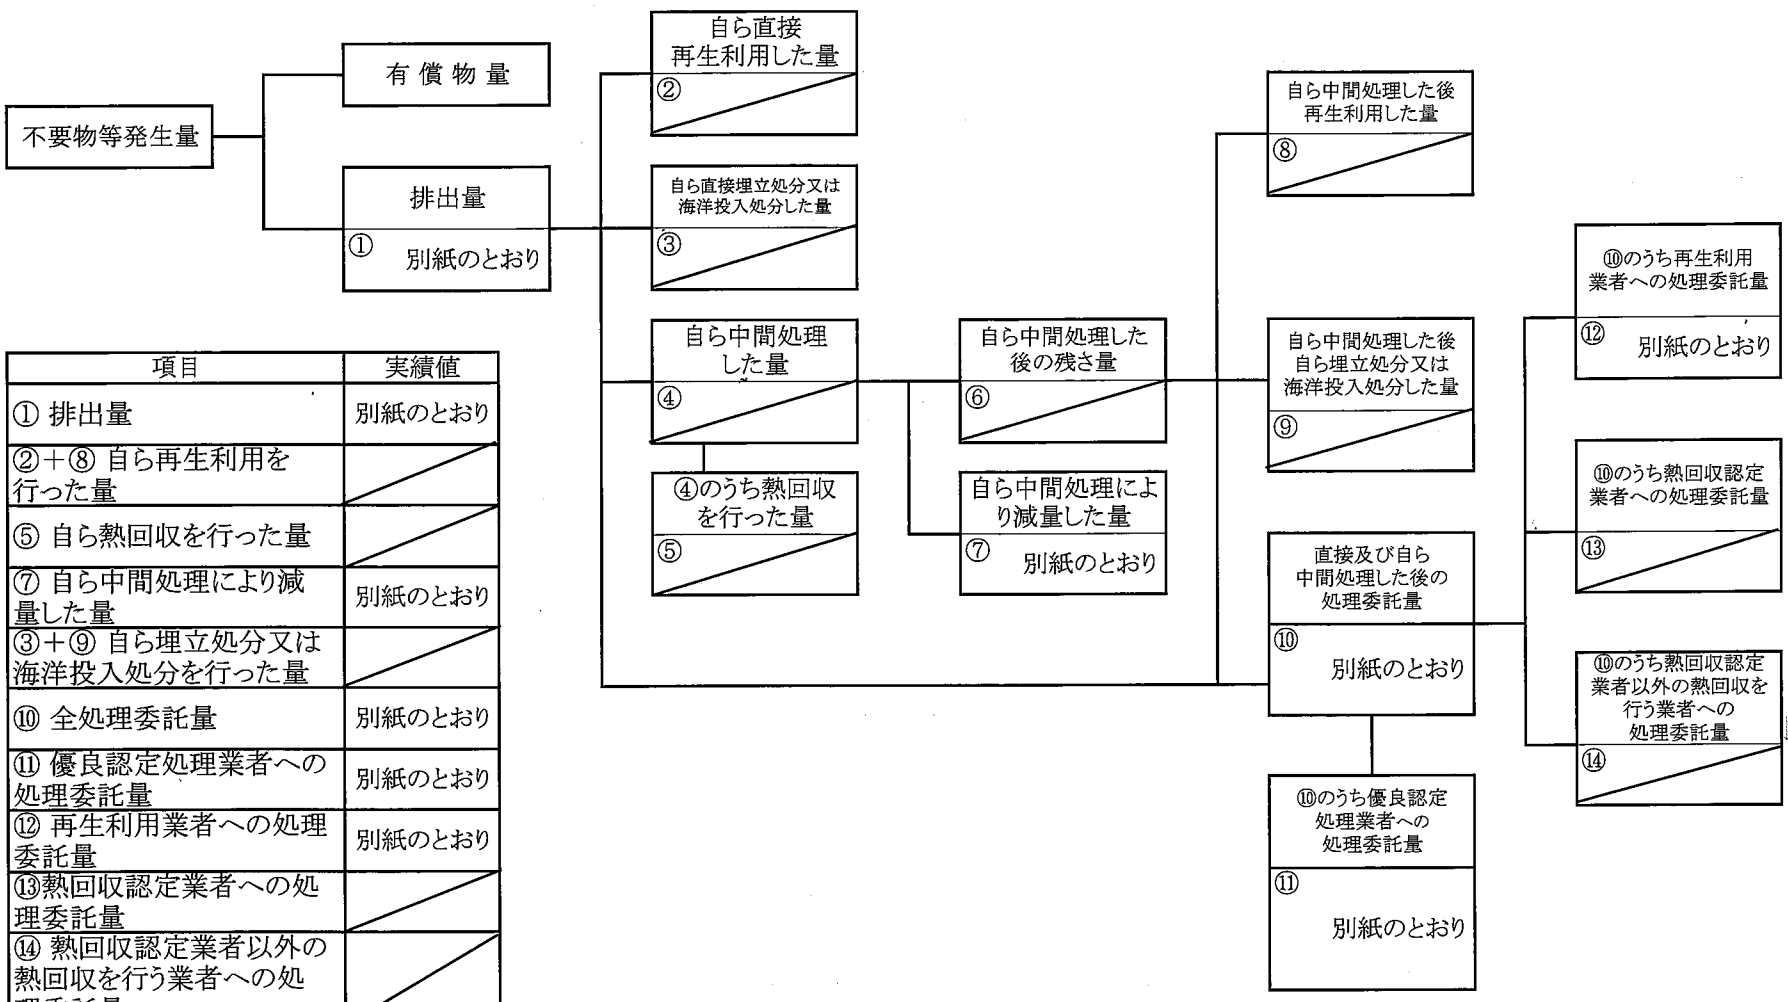 不要物等発生量
有償物量
排出量
①
別紙のとおり
自ら直接
再生利用した量
②
自ら直接埋立処分又は
海洋投入処分した量
③
自ら中間処理
した量
④
④のうち熱回収
を行った量
⑤
自ら中間処理した
後の残さ量
⑥
自ら中間処理によ
り減量した量
⑦
別紙のとおり
自ら中間処理した後
再生利用した量
⑧
自ら中間処理した後
自ら埋立処分又は
海洋投入処分した量
⑨
直接及び自ら
中間処理した後の
処理委託量
⑩
別紙のとおり
⑩のうち優良認定
処理業者への
処理委託量
⑪
別紙のとおり
⑩のうち再生利用
業者への処理委託量
⑫
別紙のとおり
⑩のうち熱回収認定
業者への処理委託量
⑬
⑩のうち熱回収認定
業者以外の熱回収を
行う業者への
処理委託量
⑭
項目 実績値
① 排出量 別紙のとおり
②+⑧ 自ら再生利用を
行った量
⑤ 自ら熱回収を行った量
⑦ 自ら中間処理により減
量した量 別紙のとおり
③+⑨ 自ら埋立処分又は
海洋投入処分を行った量
⑩ 全処理委託量 別紙のとおり
⑪ 優良認定処理業者への
処理委託量 別紙のとおり
⑫ 再生利用業者への処理
委託量 別紙のとおり
⑬熱回収認定業者への処
理委託量
⑭ 熱回収認定業者以外の
熱回収を行う業者への処
理委託量